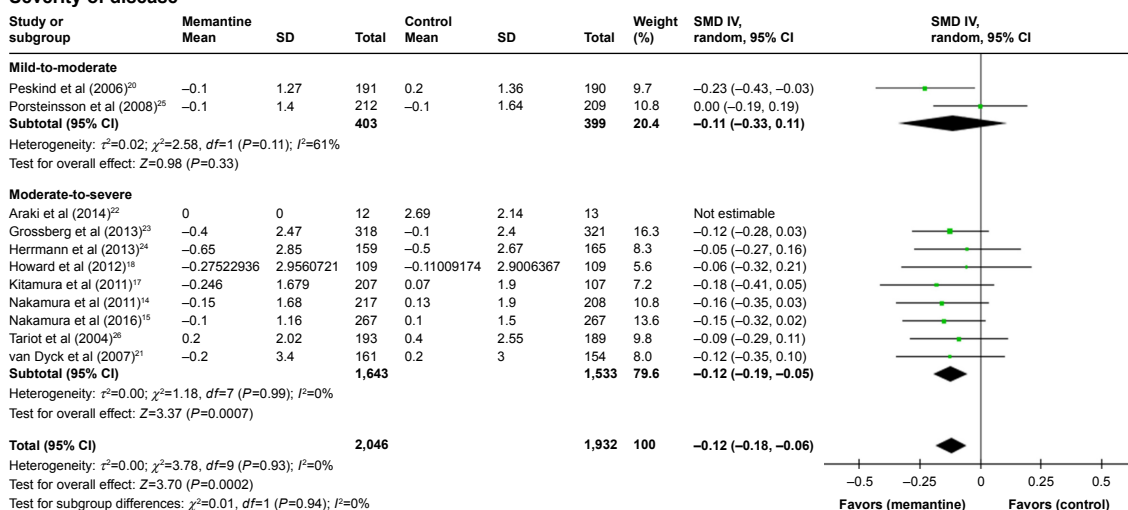 Severity of disease
Study or subgroup Memantine Mean SD Total Control Mean SD Total Weight (%) SMD IV, random, 95% CI SMD IV, random, 95% CI
Mild-to-moderate
Peskind et al (2006)²⁰ –0.1 1.27 191 0.2 1.36 190 9.7 –0.23 (–0.43, –0.03)
Porsteinsson et al (2008)²⁵ –0.1 1.4 212 –0.1 1.64 209 10.8 0.00 (–0.19, 0.19)
Subtotal (95% CI) 403 399 20.4 –0.11 (–0.33, 0.11)
Heterogeneity: τ²=0.02; χ²=2.58, df=1 (P=0.11); I²=61%
Test for overall effect: Z=0.98 (P=0.33)
Moderate-to-severe
Araki et al (2014)²² 0 0 12 2.69 2.14 13 Not estimable
Grossberg et al (2013)²³ –0.4 2.47 318 –0.1 2.4 321 16.3 –0.12 (–0.28, 0.03)
Herrmann et al (2013)²⁴ –0.65 2.85 159 –0.5 2.67 165 8.3 –0.05 (–0.27, 0.16)
Howard et al (2012)¹⁸ –0.27522936 2.9560721 109 –0.11009174 2.9006367 109 5.6 –0.06 (–0.32, 0.21)
Kitamura et al (2011)¹⁷ –0.246 1.679 207 0.07 1.9 107 7.2 –0.18 (–0.41, 0.05)
Nakamura et al (2011)¹⁴ –0.15 1.68 217 0.13 1.9 208 10.8 –0.16 (–0.35, 0.03)
Nakamura et al (2016)¹⁵ –0.1 1.16 267 0.1 1.5 267 13.6 –0.15 (–0.32, 0.02)
Tariot et al (2004)²⁶ 0.2 2.02 193 0.4 2.55 189 9.8 –0.09 (–0.29, 0.11)
van Dyck et al (2007)²¹ –0.2 3.4 161 0.2 3 154 8.0 –0.12 (–0.35, 0.10)
Subtotal (95% CI) 1,643 1,533 79.6 –0.12 (–0.19, –0.05)
Heterogeneity: τ²=0.00; χ²=1.18, df=7 (P=0.99); I²=0%
Test for overall effect: Z=3.37 (P=0.0007)
Total (95% CI) 2,046 1,932 100 –0.12 (–0.18, –0.06)
Heterogeneity: τ²=0.00; χ²=3.78, df=9 (P=0.93); I²=0%
Test for overall effect: Z=3.70 (P=0.0002)
Test for subgroup differences: χ²=0.01, df=1 (P=0.94); I²=0%
–0.5 –0.25 0 0.25 0.5
Favors (memantine) Favors (control)